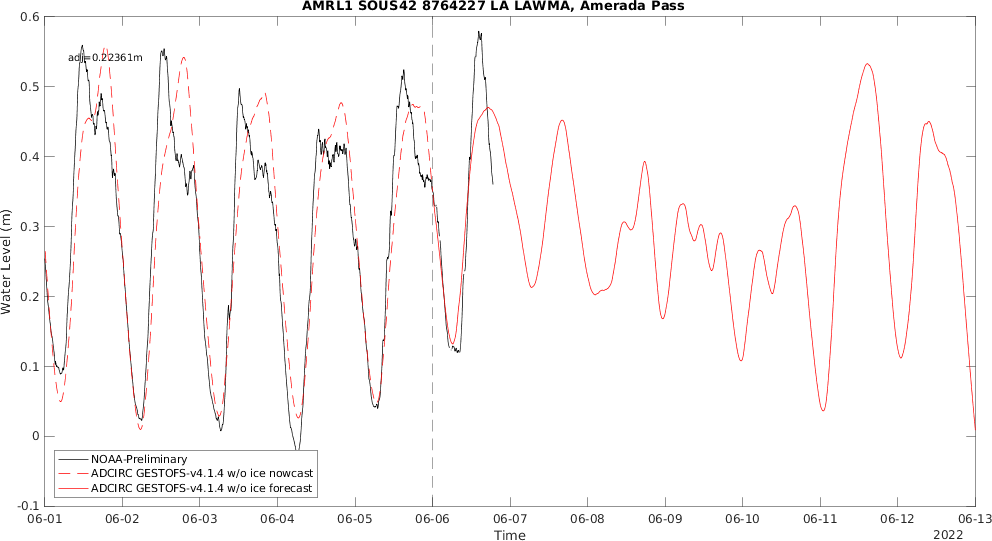 AMRL1 SOUS42 8764227 LA LAWMA, Amerada Pass
adj=0.22361m
Water Level (m)
0.6
0.5
0.4
0.3
0.2
0.1
0
-0.1
NOAA-Preliminary
ADCIRC GESTOFS-v4.1.4 w/o ice nowcast
ADCIRC GESTOFS-v4.1.4 w/o ice forecast
06-01 06-02 06-03 06-04 06-05 06-06 06-07 06-08 06-09 06-10 06-11 06-12 06-13
Time
2022